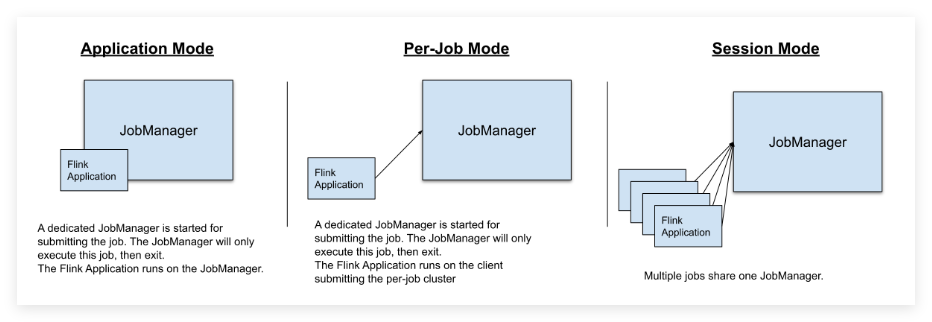 Application Mode
JobManager
Flink
Application
A dedicated JobManager is started for
submitting the job. The JobManager will only
execute this job, then exit.
The Flink Application runs on the JobManager.
Per-Job Mode
JobManager
Flink
Application
A dedicated JobManager is started for
submitting the job. The JobManager will only
execute this job, then exit.
The Flink Application runs on the client
submitting the per-job cluster
Session Mode
JobManager
Flink
Application
Multiple jobs share one JobManager.